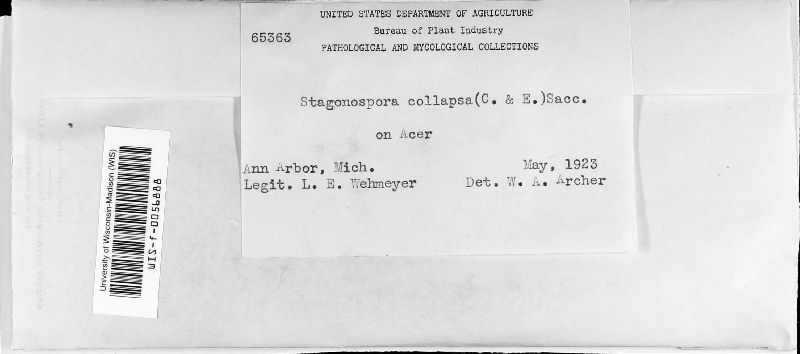 UNITED STATES DEPARTMENT OF AGRICULTURE
65363
Bureau of Plant Industry
PATHOLOGICAL AND MYCOLOGICAL COLLECTIONS
Stagonospora collapsa(C. & E.)Sacc.
on Acer
Ann Arbor, Mich. May, 1923
Legit. L. E. Wehmeyer Det. W. A. Archer
University of Wisconsin-Madison (WIS)
WIS-f-0056888